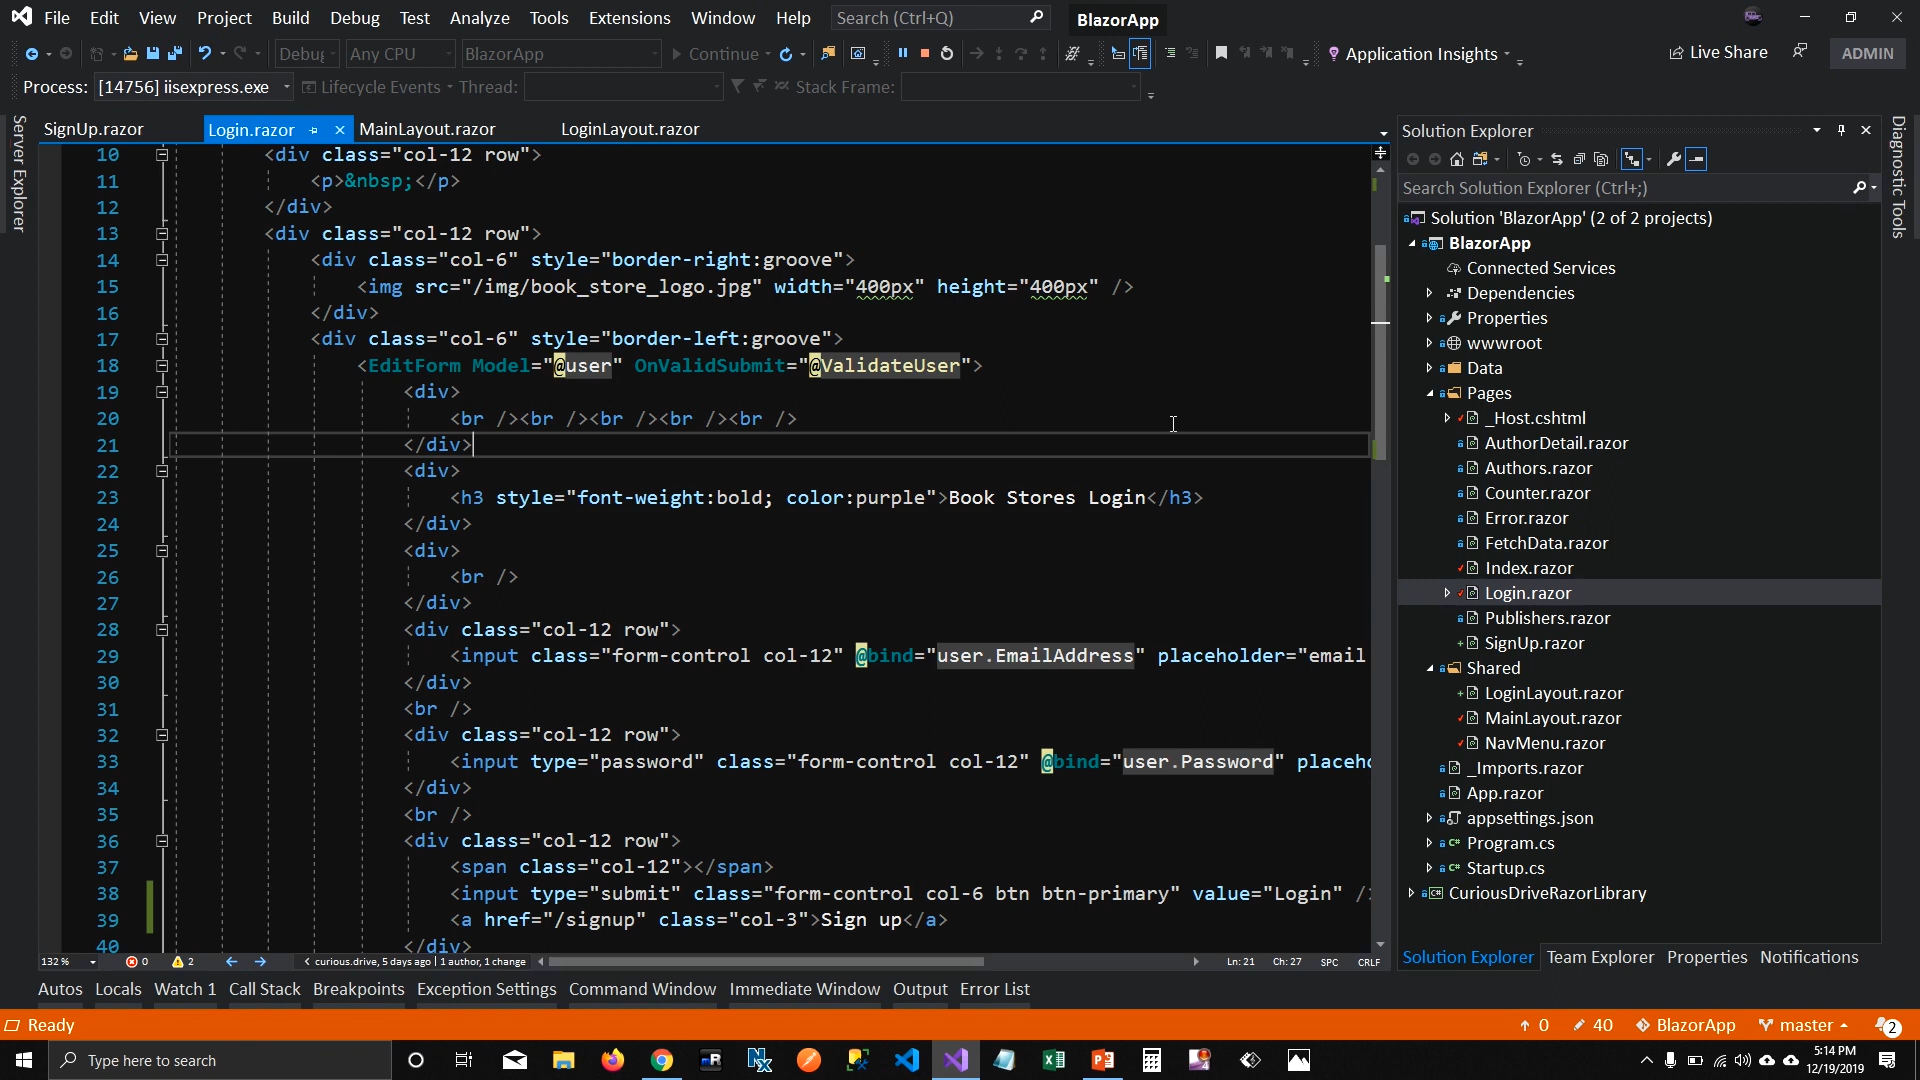 File Edit View Project Build Debug Test Analyze Tools Extensions Window Help Search (Ctrl+Q) BlazorApp
Debug Any CPU BlazorApp Continue Application Insights Live Share ADMIN
Process: [14756] iisexpress.exe Lifecycle Events Thread: Stack Frame:
Server Explorer
SignUp.razor Login.razor MainLayout.razor LoginLayout.razor
10 <div class="col-12 row">
11 <p>&nbsp;</p>
12 </div>
13 <div class="col-12 row">
14 <div class="col-6" style="border-right:groove">
15 <img src="/img/book_store_logo.jpg" width="400px" height="400px" />
16 </div>
17 <div class="col-6" style="border-left:groove">
18 <EditForm Model="@user" OnValidSubmit="@ValidateUser">
19 <div>
20 <br /><br /><br /><br /><br />
21 </div>
22 <div>
23 <h3 style="font-weight:bold; color:purple">Book Stores Login</h3>
24 </div>
25 <div>
26 <br />
27 </div>
28 <div class="col-12 row">
29 <input class="form-control col-12" @bind="user.EmailAddress" placeholder="email
30 </div>
31 <br />
32 <div class="col-12 row">
33 <input type="password" class="form-control col-12" @bind="user.Password" placeho
34 </div>
35 <br />
36 <div class="col-12 row">
37 <span class="col-12"></span>
38 <input type="submit" class="form-control col-6 btn btn-primary" value="Login" />
39 <a href="/signup" class="col-3">Sign up</a>
40 </div>
132 % 0 2 curious.drive, 5 days ago | 1 author, 1 change Ln: 21 Ch: 27 SPC CRLF
Solution Explorer
Search Solution Explorer (Ctrl+;)
Solution 'BlazorApp' (2 of 2 projects)
BlazorApp
Connected Services
Dependencies
Properties
wwwroot
Data
Pages
_Host.cshtml
AuthorDetail.razor
Authors.razor
Counter.razor
Error.razor
FetchData.razor
Index.razor
Login.razor
Publishers.razor
SignUp.razor
Shared
LoginLayout.razor
MainLayout.razor
NavMenu.razor
_Imports.razor
App.razor
appsettings.json
Program.cs
Startup.cs
CuriousDriveRazorLibrary
Solution Explorer Team Explorer Properties Notifications
Diagnostic Tools
Autos Locals Watch 1 Call Stack Breakpoints Exception Settings Command Window Immediate Window Output Error List
Ready 0 40 BlazorApp master 2
Type here to search 5:14 PM
12/19/2019